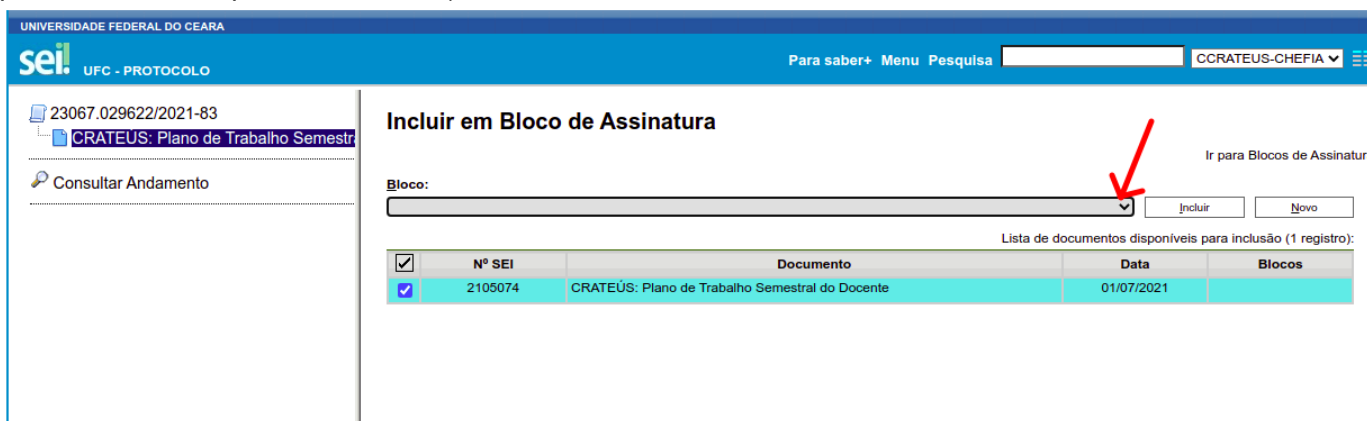 UNIVERSIDADE FEDERAL DO CEARA
sei! UFC - PROTOCOLO
Para saber+ Menu Pesquisa
CCRATEUS-CHEFIA
23067.029622/2021-83
CRATEUS: Plano de Trabalho Semestr
Consultar Andamento
Incluir em Bloco de Assinatura
Ir para Blocos de Assinatur
Bloco:
Incluir Novo
Lista de documentos disponíveis para inclusão (1 registro):
Nº SEI Documento Data Blocos
2105074 CRATEÚS: Plano de Trabalho Semestral do Docente 01/07/2021